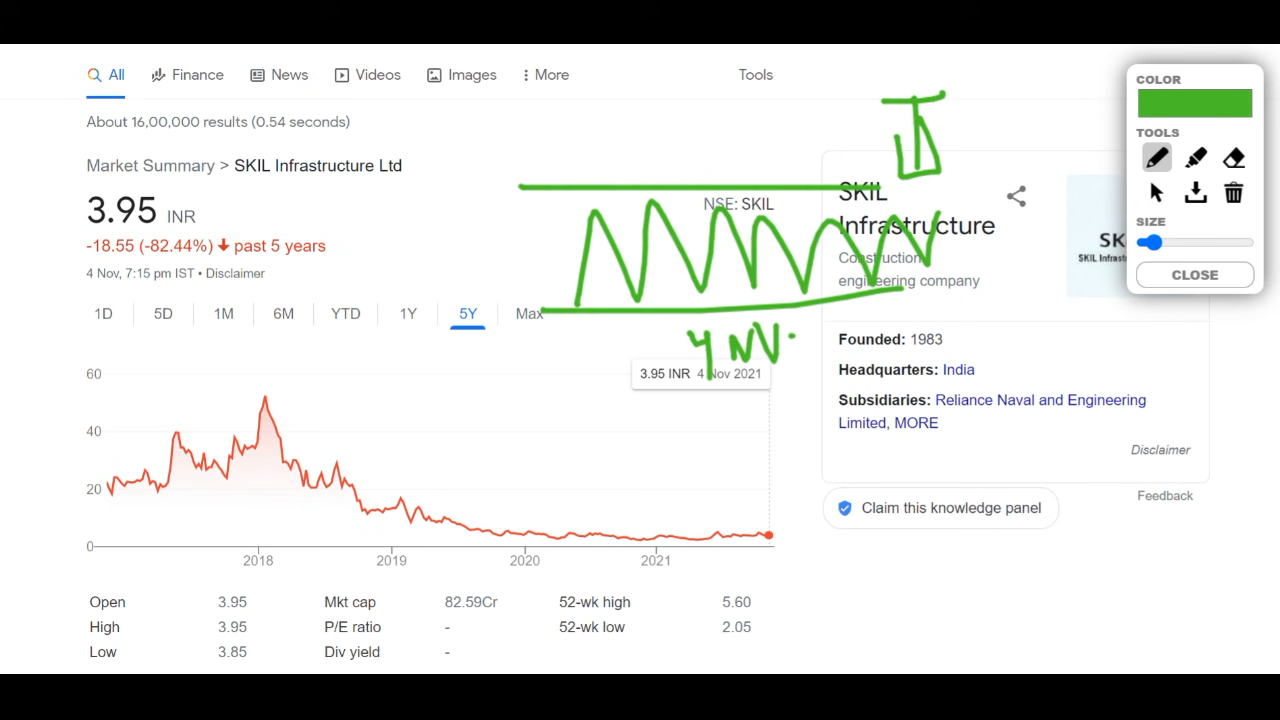 All Finance News Videos Images More Tools
About 16,00,000 results (0.54 seconds)
Market Summary > SKIL Infrastructure Ltd
3.95 INR
-18.55 (-82.44%) past 5 years
4 Nov, 7:15 pm IST • Disclaimer
1D 5D 1M 6M YTD 1Y 5Y Max
NSE: SKIL
3.95 INR 4 Nov 2021
60
40
20
0
2018 2019 2020 2021
Open 3.95 Mkt cap 82.59Cr 52-wk high 5.60
High 3.95 P/E ratio - 52-wk low 2.05
Low 3.85 Div yield -
SKIL
Infrastructure
Construction
engineering company
Founded: 1983
Headquarters: India
Subsidiaries: Reliance Naval and Engineering
Limited, MORE
Disclaimer
Claim this knowledge panel
Feedback
SKIL Infrast
COLOR
TOOLS
SIZE
CLOSE